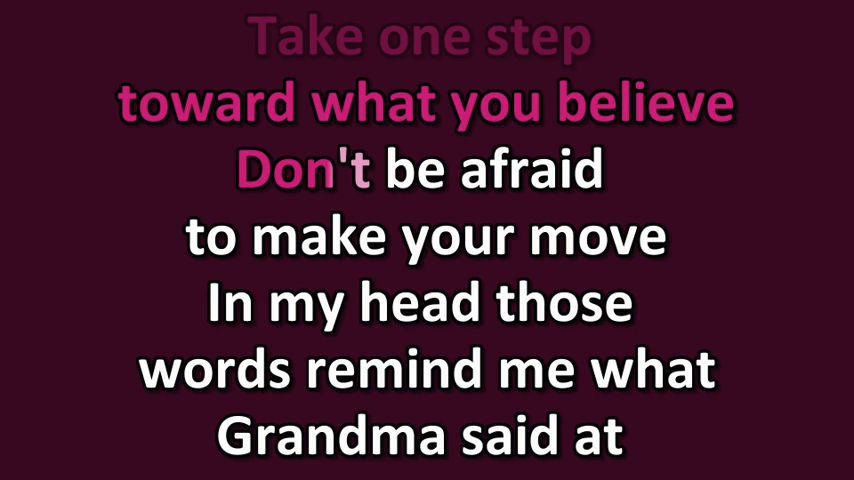 Take one step
toward what you believe
Don't be afraid
to make your move
In my head those
words remind me what
Grandma said at